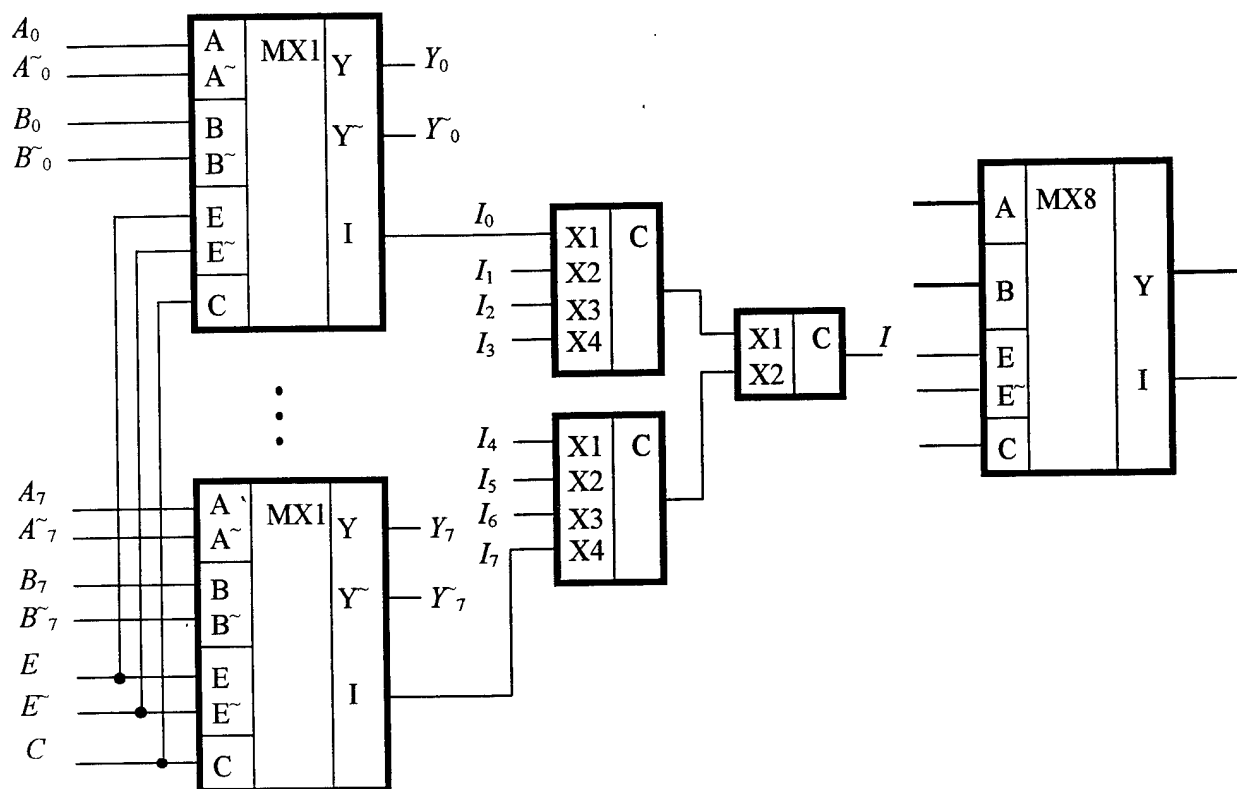 A₀
A~₀
B₀
B~₀
A MX1 Y
A~
B Y~
B~
E I
E~
C
Y₀
Y~₀
I₀
I₁
I₂
I₃
X1 C
X2
X3
X4
X1 C
X2
I
A MX8 Y
B
E I
E~
C
I₄
I₅
I₆
I₇
X1 C
X2
X3
X4
A₇
A~₇
B₇
B~₇
E
E~
C
A MX1 Y
A~
B Y~
B~
E I
E~
C
Y₇
Y~₇